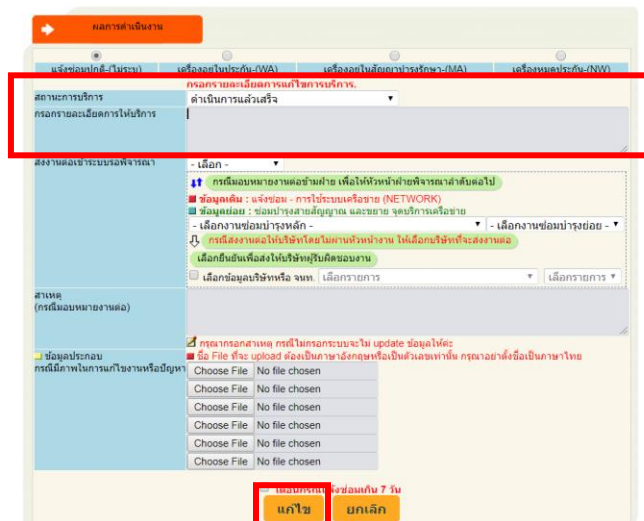 ผลการดำเนินงาน
แจ้งซ่อมปกติ-(ไม่ระบุ) เครื่องอยู่ในประกัน-(WA) เครื่องอยู่ในสัญญาบำรุงรักษา-(MA) เครื่องหมดประกัน-(NW)
กรอกรายละเอียดการแก้ไขการบริการ.
สถานะการบริการ ดำเนินการแล้วเสร็จ
กรอกรายละเอียดการให้บริการ
ส่งงานต่อเข้าระบบรอพิจารณา - เลือก -
กรณีมอบหมายงานต่อข้ามฝ่าย เพื่อให้หัวหน้าฝ่ายพิจารณาลำดับต่อไป
ข้อมูลเดิม : แจ้งซ่อม - การใช้ระบบเครือข่าย (NETWORK)
ข้อมูลย่อย : ซ่อมบำรุงสายสัญญาณ และขยาย จุดบริการเครือข่าย
- เลือกงานซ่อมบำรุงหลัก - - เลือกงานซ่อมบำรุงย่อย -
กรณีส่งงานต่อให้บริษัทโดยไม่ผ่านหัวหน้างาน ให้เลือกบริษัทที่จะส่งงานต่อ
เลือกยืนยันเพื่อส่งให้บริษัทผู้รับผิดชอบงาน
เลือกข้อมูลบริษัทหรือ จนท. เลือกรายการ เลือกรายการ
สาเหตุ
(กรณีมอบหมายงานต่อ)
กรุณากรอกสาเหตุ กรณีไม่กรอกระบบจะไม่ update ข้อมูลให้ค่ะ
ข้อมูลประกอบ ชื่อ File ที่จะ upload ต้องเป็นภาษาอังกฤษหรือเป็นตัวเลขเท่านั้น กรุณาอย่าตั้งชื่อเป็นภาษาไทย
กรณีมีภาพในการแก้ไขงานหรือปัญหา Choose File No file chosen
Choose File No file chosen
Choose File No file chosen
Choose File No file chosen
Choose File No file chosen
Choose File No file chosen
แจ้งซ่อมเกิน 7 วัน
แก้ไข ยกเลิก